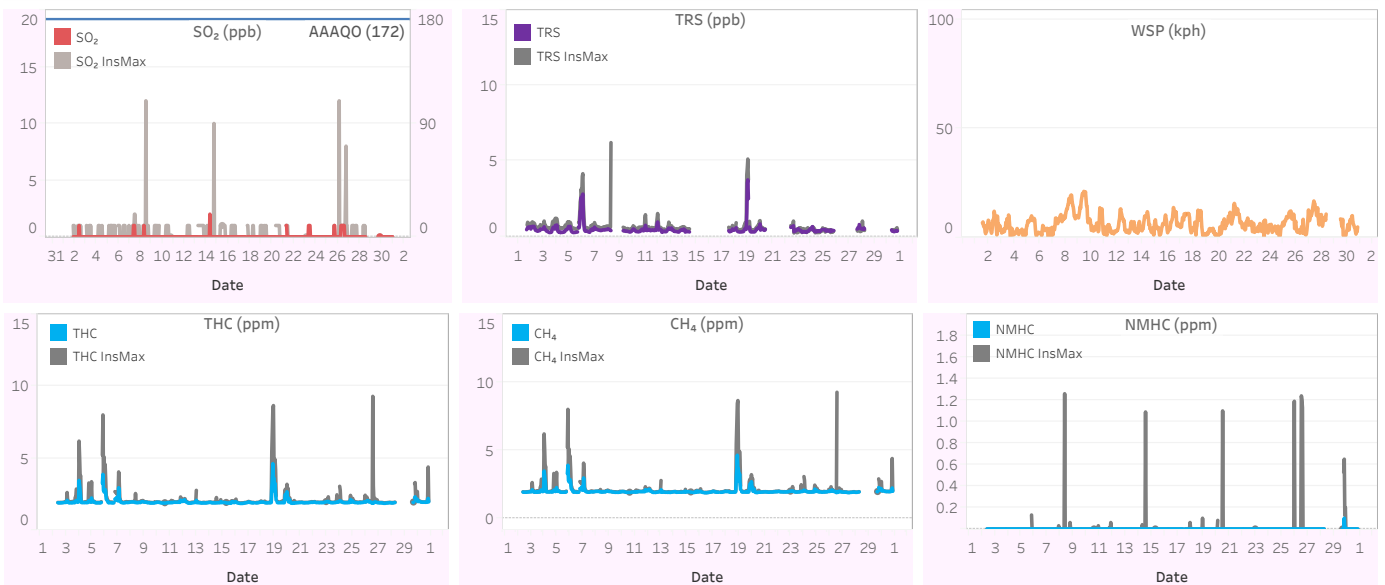 SO₂ (ppb)
AAAQO (172)
SO₂
SO₂ InsMax
20
15
10
5
0
180
90
0
31 2 4 6 8 10 12 14 16 18 20 22 24 26 28 30 2
Date
TRS (ppb)
TRS
TRS InsMax
15
10
5
0
1 3 5 7 9 11 13 15 17 19 21 23 25 27 29 1
Date
WSP (kph)
100
50
0
2 4 6 8 10 12 14 16 18 20 22 24 26 28 30 2
Date
THC (ppm)
THC
THC InsMax
15
10
5
0
1 3 5 7 9 11 13 15 17 19 21 23 25 27 29 1
Date
CH₄ (ppm)
CH₄
CH₄ InsMax
15
10
5
0
1 3 5 7 9 11 13 15 17 19 21 23 25 27 29 1
Date
NMHC (ppm)
NMHC
NMHC InsMax
1.8
1.6
1.4
1.2
1.0
0.8
0.6
0.4
0.2
1 3 5 7 9 11 13 15 17 19 21 23 25 27 29 1
Date